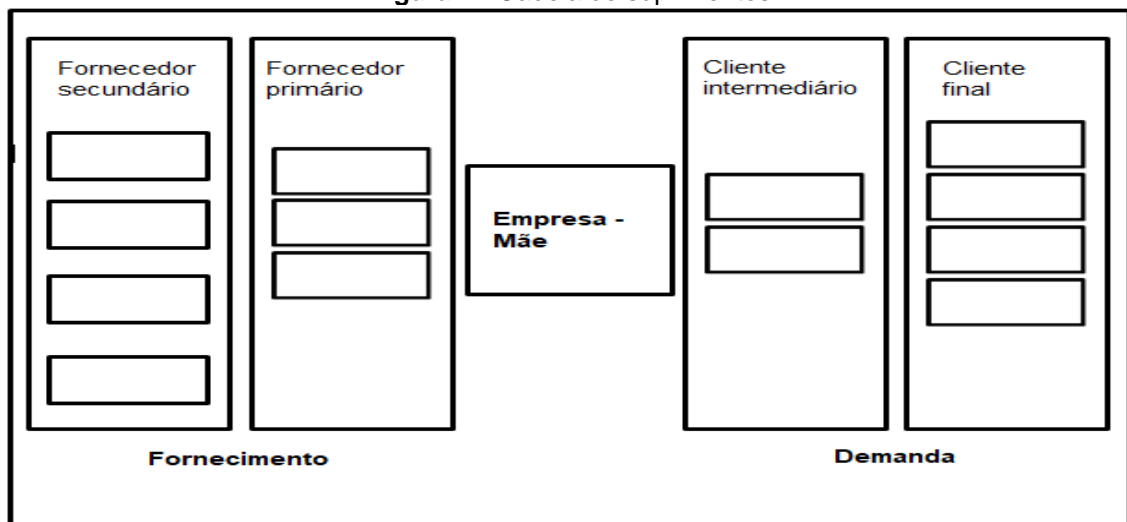 Fornecedor
secundário
Fornecedor
primário
Empresa -
Mãe
Cliente
intermediário
Cliente
final
Fornecimento
Demanda